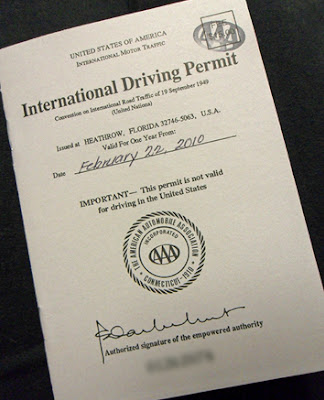 UNITED STATES OF AMERICA
INTERNATIONAL MOTOR TRAFFIC
International Driving Permit
Convention on International Road Traffic of 19 September 1949
(United Nations)
Issued at HEATHROW, FLORIDA 32746-5063, U.S.A.
Valid For One Year From:
Date February 22, 2010
IMPORTANT— This permit is not valid
for driving in the United States
THE AMERICAN AUTOMOBILE ASSOCIATION
INCORPORATED
AAA
CONNECTICUT-1910
Authorized signature of the empowered authority